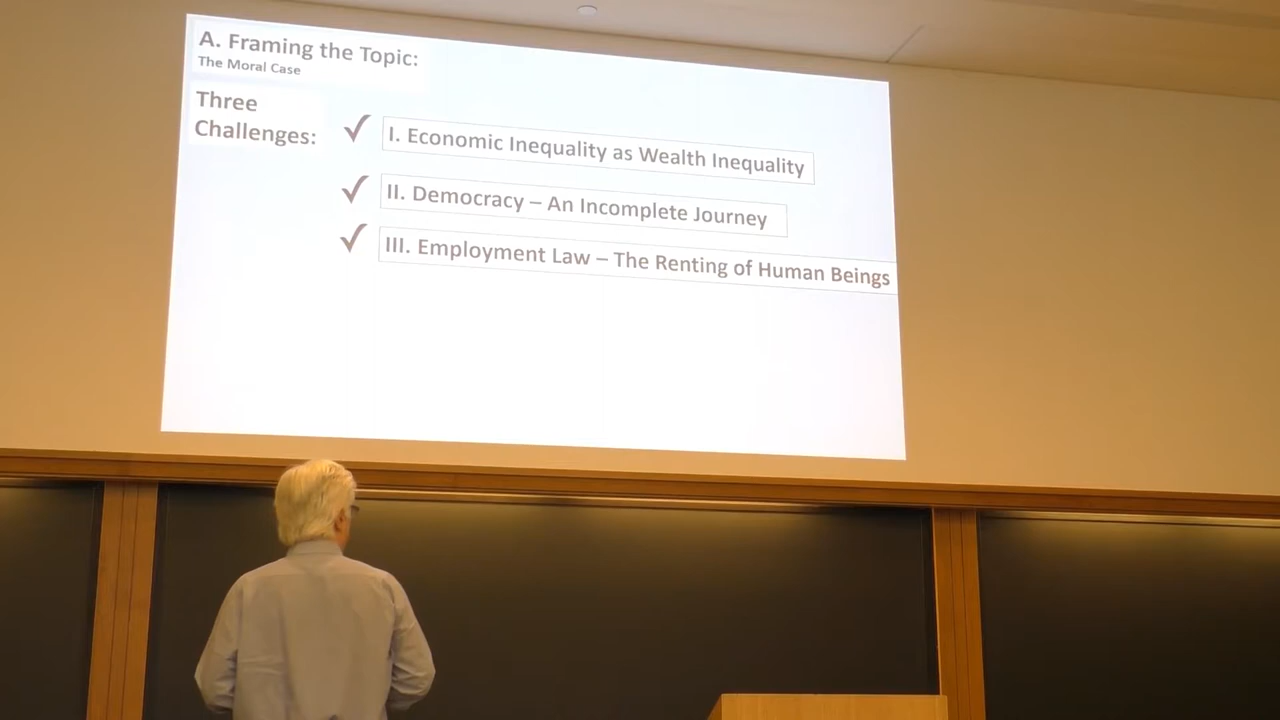 A. Framing the Topic:
The Moral Case
Three
Challenges:
✓ I. Economic Inequality as Wealth Inequality
✓ II. Democracy – An Incomplete Journey
✓ III. Employment Law – The Renting of Human Beings